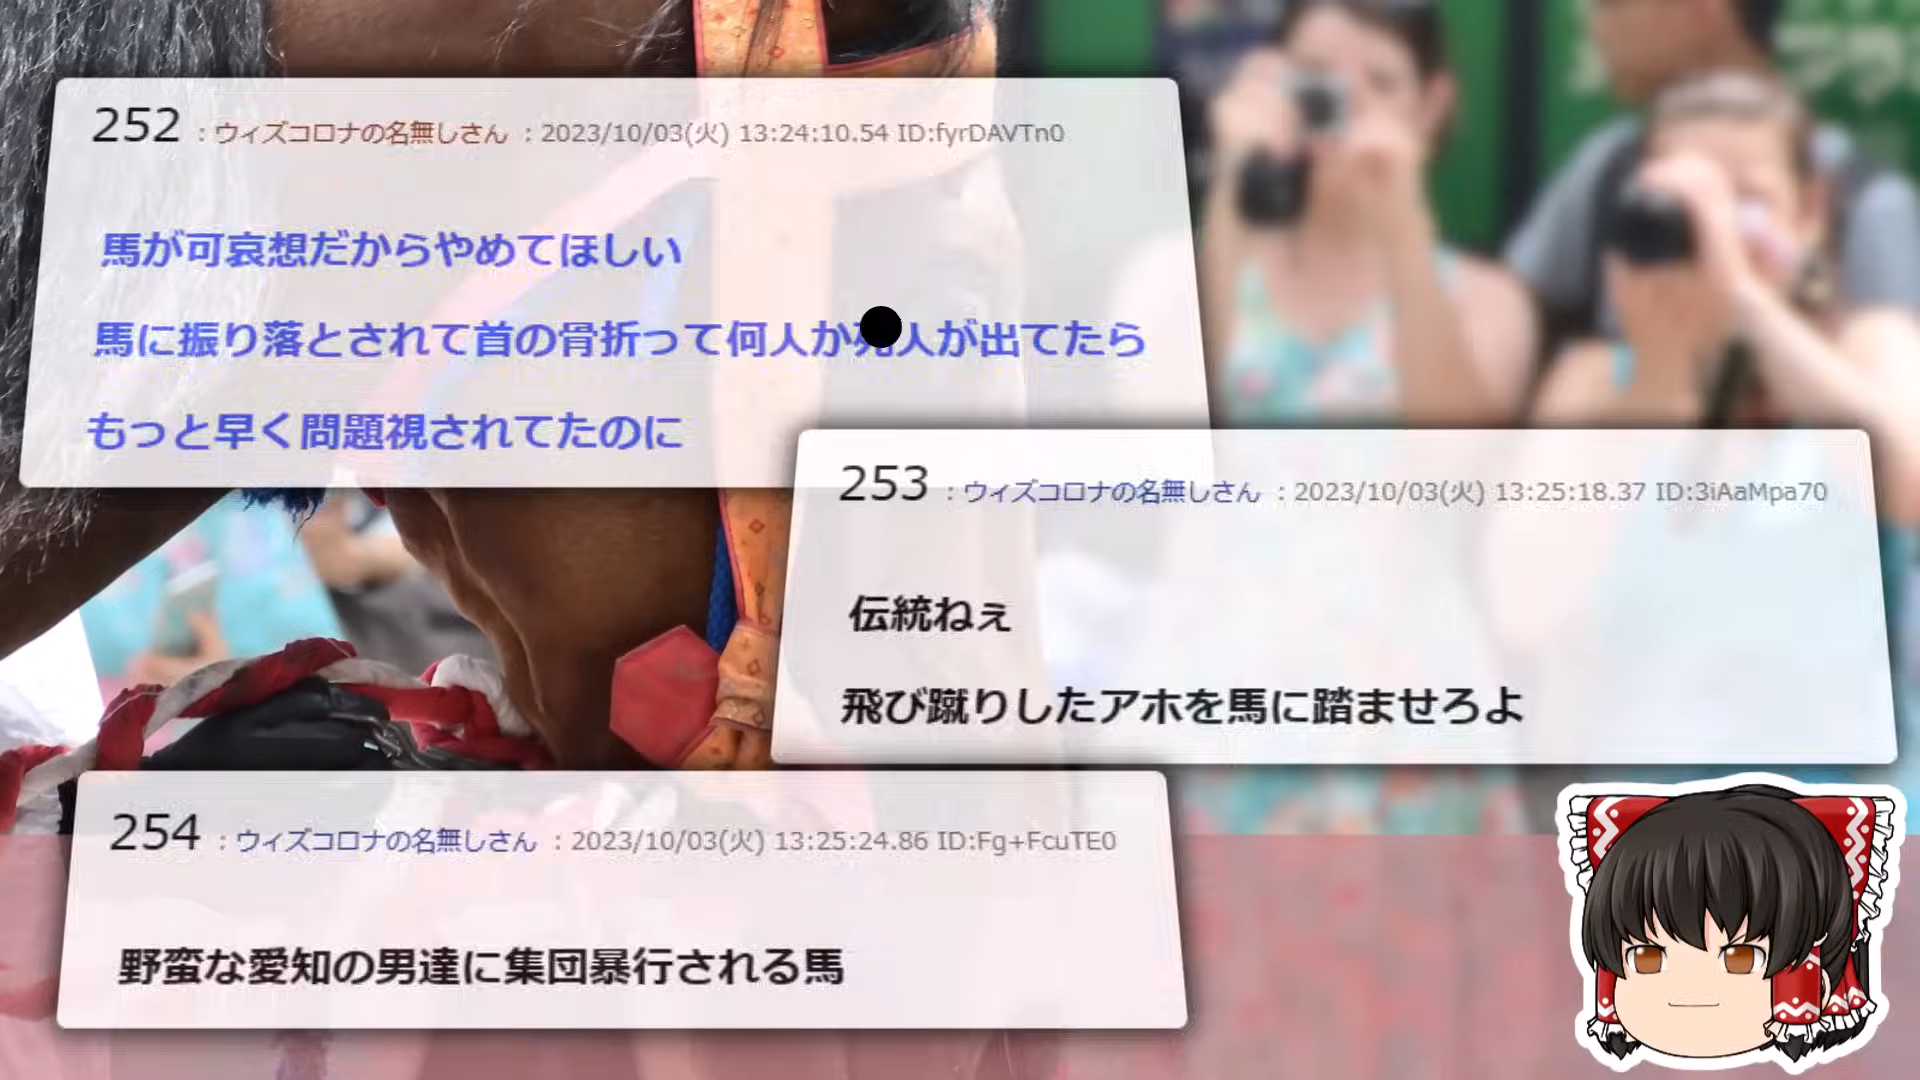 252 : ウィズコロナの名無しさん : 2023/10/03(火) 13:24:10.54 ID:fyrDAVTn0
馬が可哀想だからやめてほしい
馬に振り落とされて首の骨折って何人か人が出てたら
もっと早く問題視されてたのに
253 : ウィズコロナの名無しさん : 2023/10/03(火) 13:25:18.37 ID:3iAaMpa70
伝統ねぇ
飛び蹴りしたアホを馬に踏ませろよ
254 : ウィズコロナの名無しさん : 2023/10/03(火) 13:25:24.86 ID:Fg+FcuTE0
野蛮な愛知の男達に集団暴行される馬